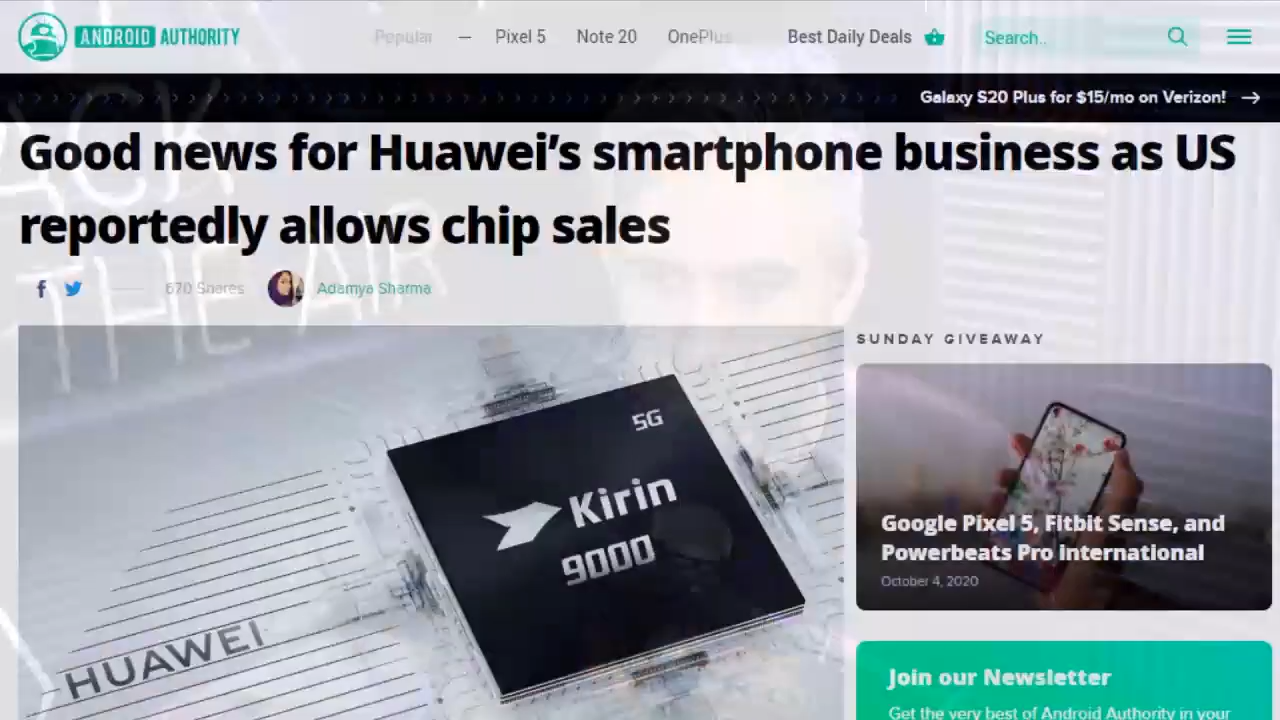 ANDROID AUTHORITY
Popular — Pixel 5 Note 20 OnePlus Best Daily Deals Search..
Galaxy S20 Plus for $15/mo on Verizon!
Good news for Huawei’s smartphone business as US
reportedly allows chip sales
670 Shares Adamya Sharma
SUNDAY GIVEAWAY
5G
Kirin
9000
HUAWEI
Google Pixel 5, Fitbit Sense, and
Powerbeats Pro international
October 4, 2020
Join our Newsletter
Get the very best of Android Authority in your
ACK
THE AIR